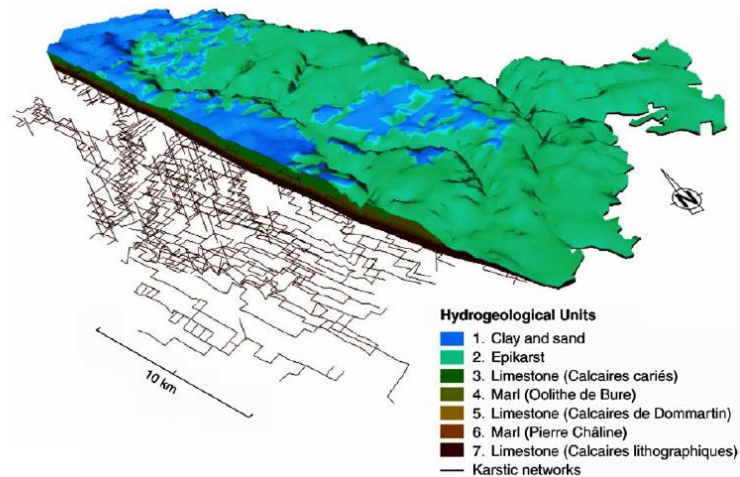 N
Hydrogeological Units
1. Clay and sand
2. Epikarst
3. Limestone (Calcaires cariés)
4. Marl (Oolithe de Bure)
5. Limestone (Calcaires de Dommartin)
6. Marl (Pierre Châline)
7. Limestone (Calcaires lithographiques)
Karstic networks
10 km